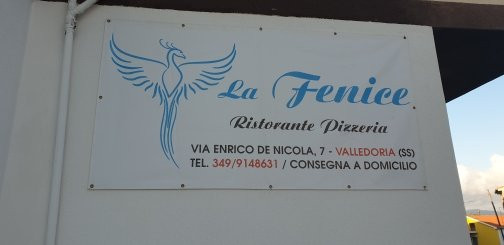 La Fenice
Ristorante Pizzeria
VIA ENRICO DE NICOLA, 7 - VALLEDORIA (SS)
TEL. 349/9148631 / CONSEGNA A DOMICILIO